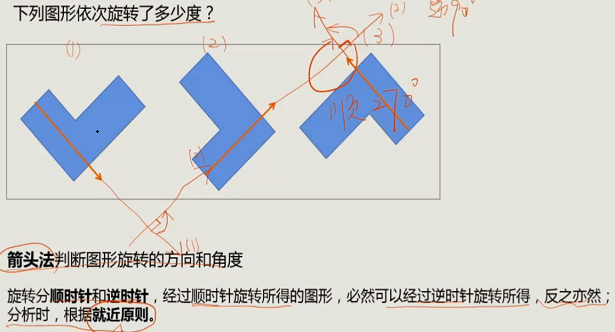 下列图形依次旋转了多少度？
(1)
(2)
(2)
(3)
顺270°
(2)
(1)
箭头法判断图形旋转的方向和角度
旋转分顺时针和逆时针，经过顺时针旋转所得的图形，必然可以经过逆时针旋转所得，反之亦然；
分析时，根据就近原则。